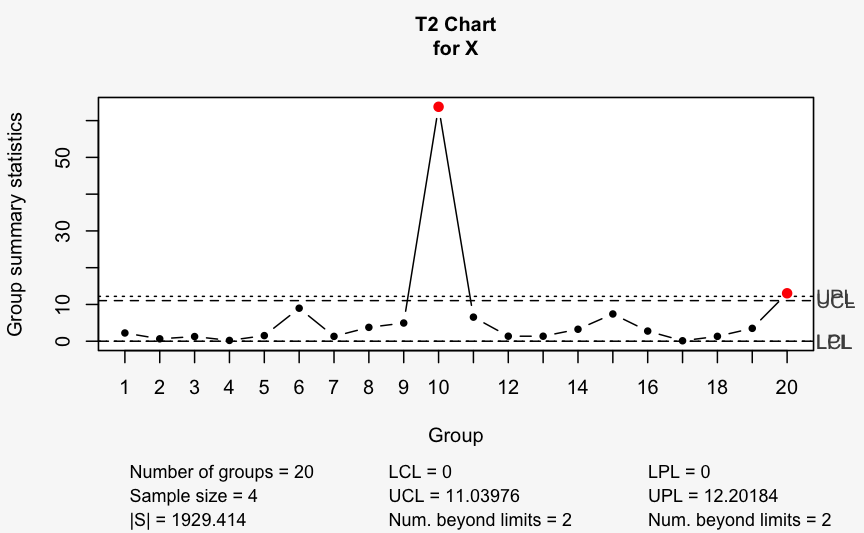 T2 Chart
for X
Group summary statistics
0 10 30 50
UPL
UCL
LPL
LCL
1 2 3 4 5 6 7 8 9 10 12 14 16 18 20
Group
Number of groups = 20 LCL = 0 LPL = 0
Sample size = 4 UCL = 11.03976 UPL = 12.20184
|S| = 1929.414 Num. beyond limits = 2 Num. beyond limits = 2